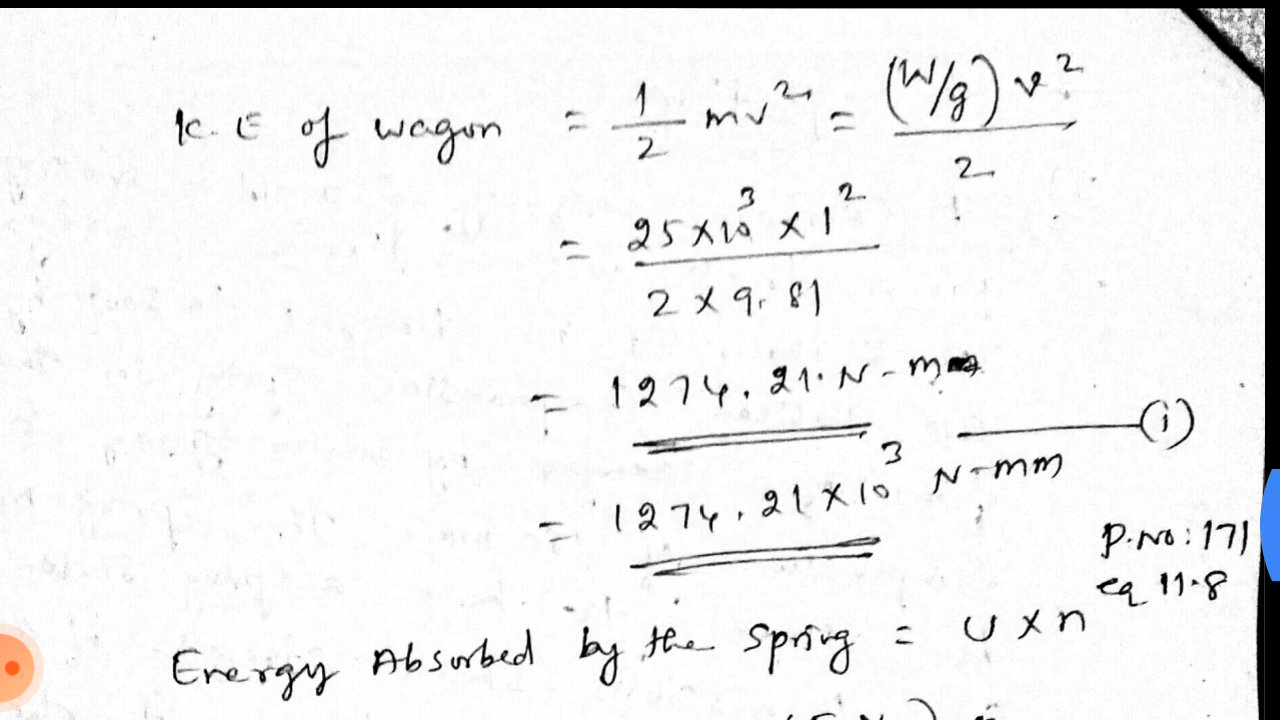 K.E of wagon = 1/2 mv² = (W/g) v² / 2
= 25×10³ × 1² / 2 × 9.81
= 1274.21 N-m
(i)
= 1274.21 × 10³ N-mm
P.No: 171
eq 11.8
Energy Absorbed by the Spring = U × n